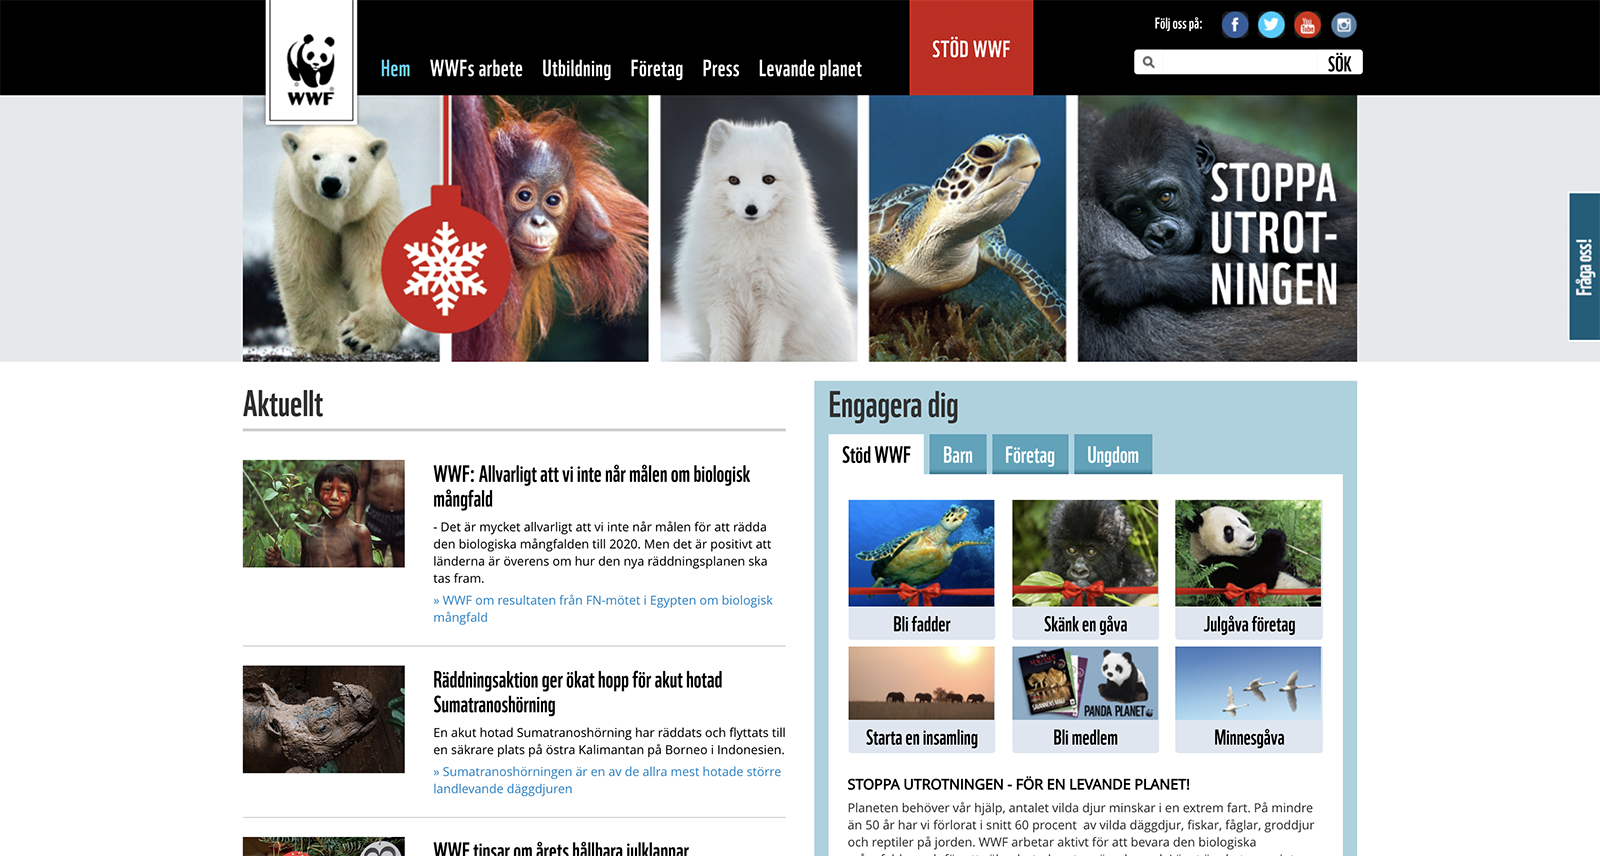 WWF
Hem
WWFs arbete
Utbildning
Företag
Press
Levande planet
STÖD WWF
Följ oss på:
SÖK
STOPPA
UTROT-
NINGEN
Fråga oss!
Aktuellt
WWF: Allvarligt att vi inte når målen om biologisk
mångfald
- Det är mycket allvarligt att vi inte når målen för att rädda
den biologiska mångfalden till 2020. Men det är positivt att
länderna är överens om hur den nya räddningsplanen ska
tas fram.
» WWF om resultaten från FN-mötet i Egypten om biologisk
mångfald
Räddningsaktion ger ökat hopp för akut hotad
Sumatranoshörning
En akut hotad Sumatranoshörning har räddats och flyttats till
en säkrare plats på östra Kalimantan på Borneo i Indonesien.
» Sumatranoshörningen är en av de allra mest hotade större
landlevande däggdjuren
WWF tipsar om årets hållbara julklappar
Engagera dig
Stöd WWF
Barn
Företag
Ungdom
Bli fadder
Skänk en gåva
Julgåva företag
PANDA PLANET
Starta en insamling
Bli medlem
Minnesgåva
STOPPA UTROTNINGEN - FÖR EN LEVANDE PLANET!
Planeten behöver vår hjälp, antalet vilda djur minskar i en extrem fart. På mindre
än 50 år har vi förlorat i snitt 60 procent  av vilda däggdjur, fiskar, fåglar, groddjur
och reptiler på jorden. WWF arbetar aktivt för att bevara den biologiska